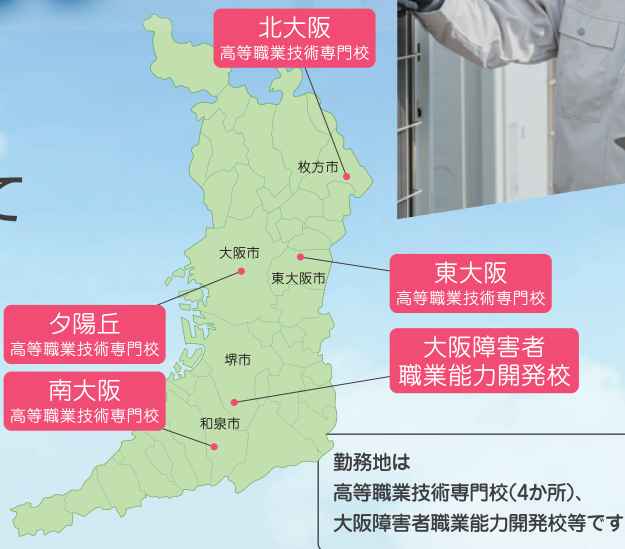 北大阪
高等職業技術専門校
て
枚方市
大阪市
東大阪市
東大阪
高等職業技術専門校
夕陽丘
高等職業技術専門校
大阪障害者
職業能力開発校
堺市
南大阪
高等職業技術専門校
和泉市
勤務地は
高等職業技術専門校(4か所)、
大阪障害者職業能力開発校等です